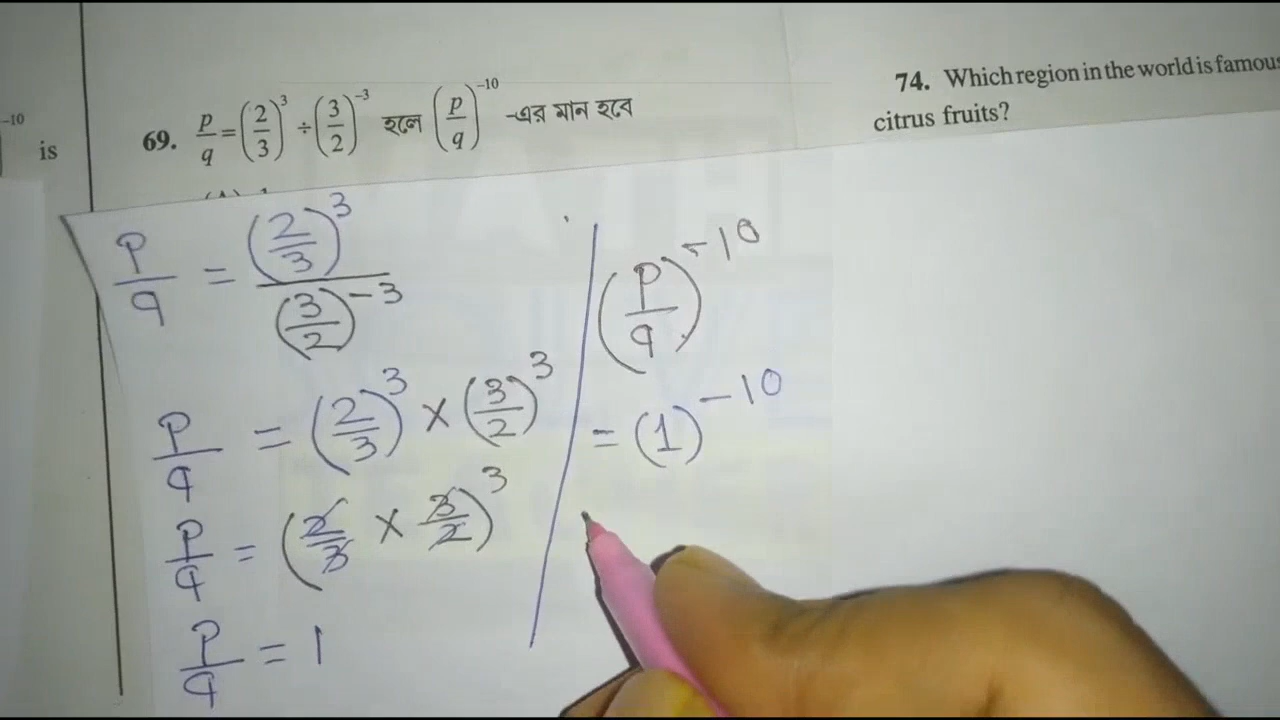 -10
is
69. p/q = (2/3)^3 ÷ (3/2)^-3 হলে (p/q)^-10 -এর মান হবে
74. Which region in the world is famous
citrus fruits?
P/q = (2/3)^3 / (3/2)^-3
P/q = (2/3)^3 × (3/2)^3
P/q = (2/3 × 3/2)^3
P/q = 1
(P/q)^-10
= (1)^-10